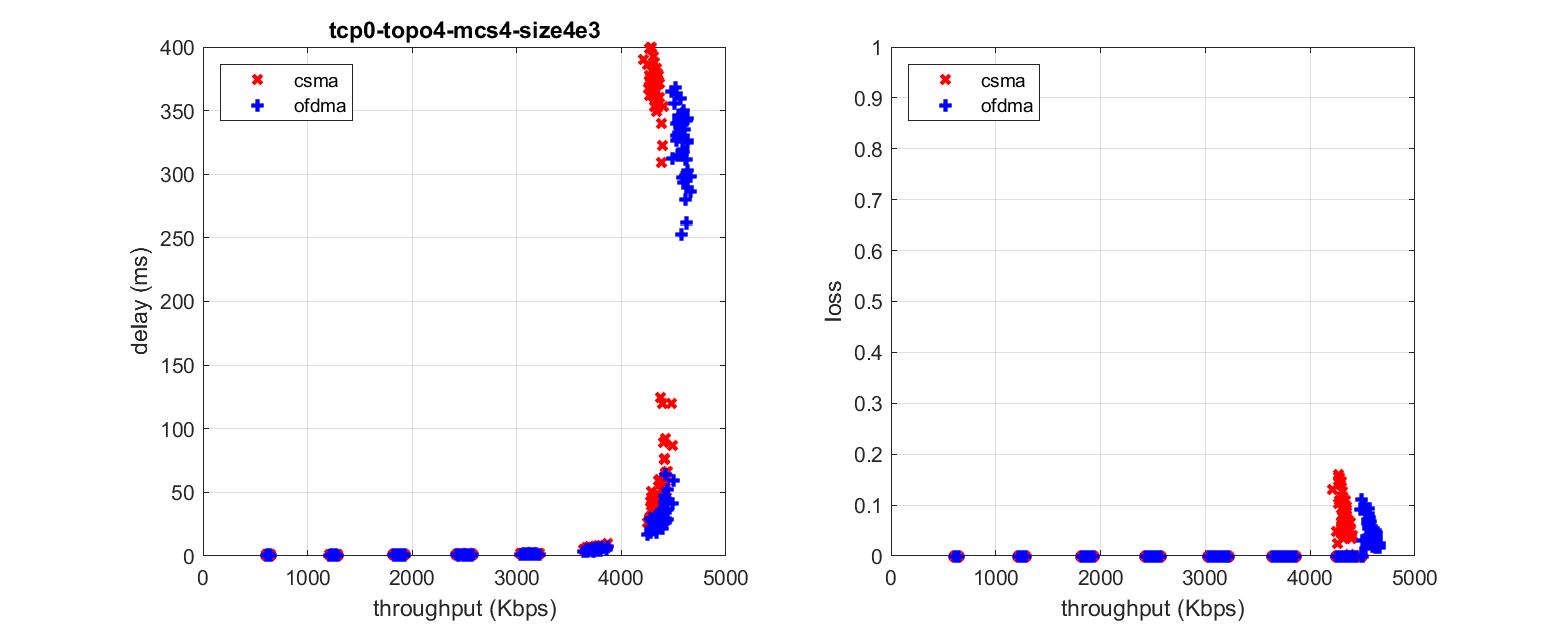 tcp0-topo4-mcs4-size4e3
400
350
300
250
200
150
100
50
0
delay (ms)
csma
ofdma
0 1000 2000 3000 4000 5000
throughput (Kbps)
1
0.9
0.8
0.7
0.6
0.5
0.4
0.3
0.2
0.1
0
loss
csma
ofdma
0 1000 2000 3000 4000 5000
throughput (Kbps)